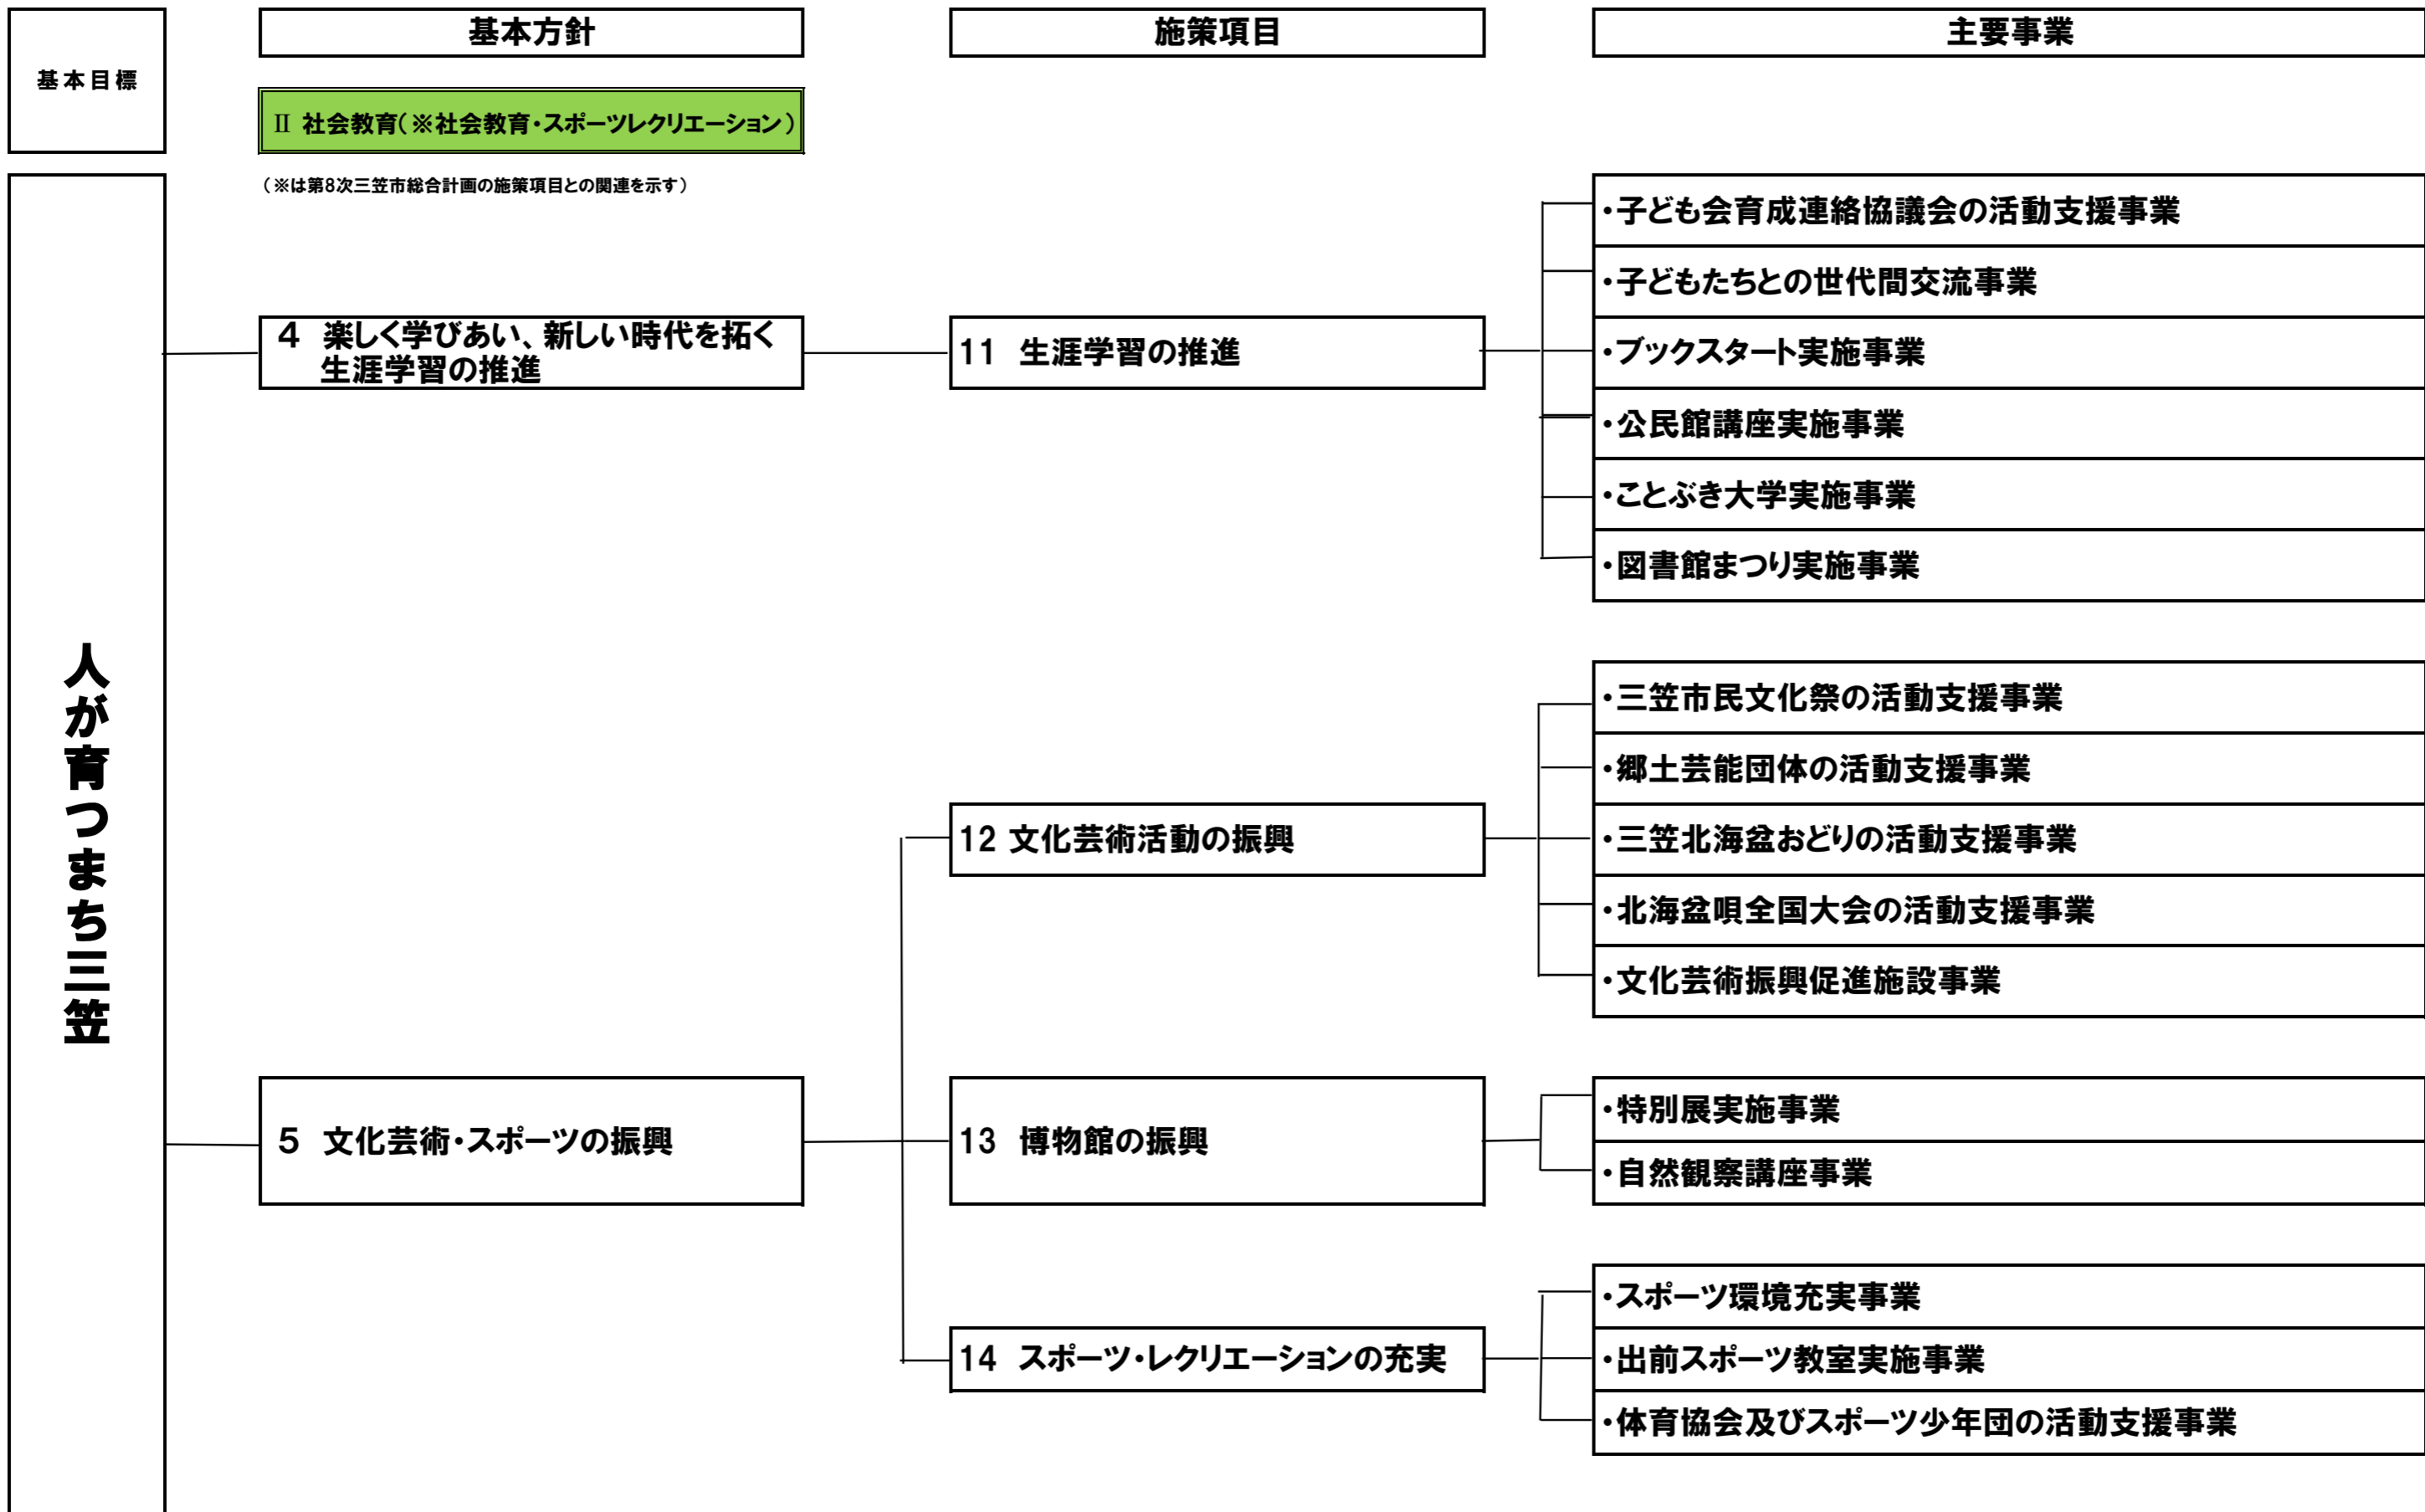 基本目標
基本方針
施策項目
主要事業
Ⅱ 社会教育(※社会教育・スポーツレクリエーション)
(※は第8次三笠市総合計画の施策項目との関連を示す)
人が育つまち三笠
4 楽しく学びあい、新しい時代を拓く
生涯学習の推進
11 生涯学習の推進
・子ども会育成連絡協議会の活動支援事業
・子どもたちとの世代間交流事業
・ブックスタート実施事業
・公民館講座実施事業
・ことぶき大学実施事業
・図書館まつり実施事業
5 文化芸術・スポーツの振興
12 文化芸術活動の振興
・三笠市民文化祭の活動支援事業
・郷土芸能団体の活動支援事業
・三笠北海盆おどりの活動支援事業
・北海盆唄全国大会の活動支援事業
・文化芸術振興促進施設事業
13 博物館の振興
・特別展実施事業
・自然観察講座事業
14 スポーツ・レクリエーションの充実
・スポーツ環境充実事業
・出前スポーツ教室実施事業
・体育協会及びスポーツ少年団の活動支援事業